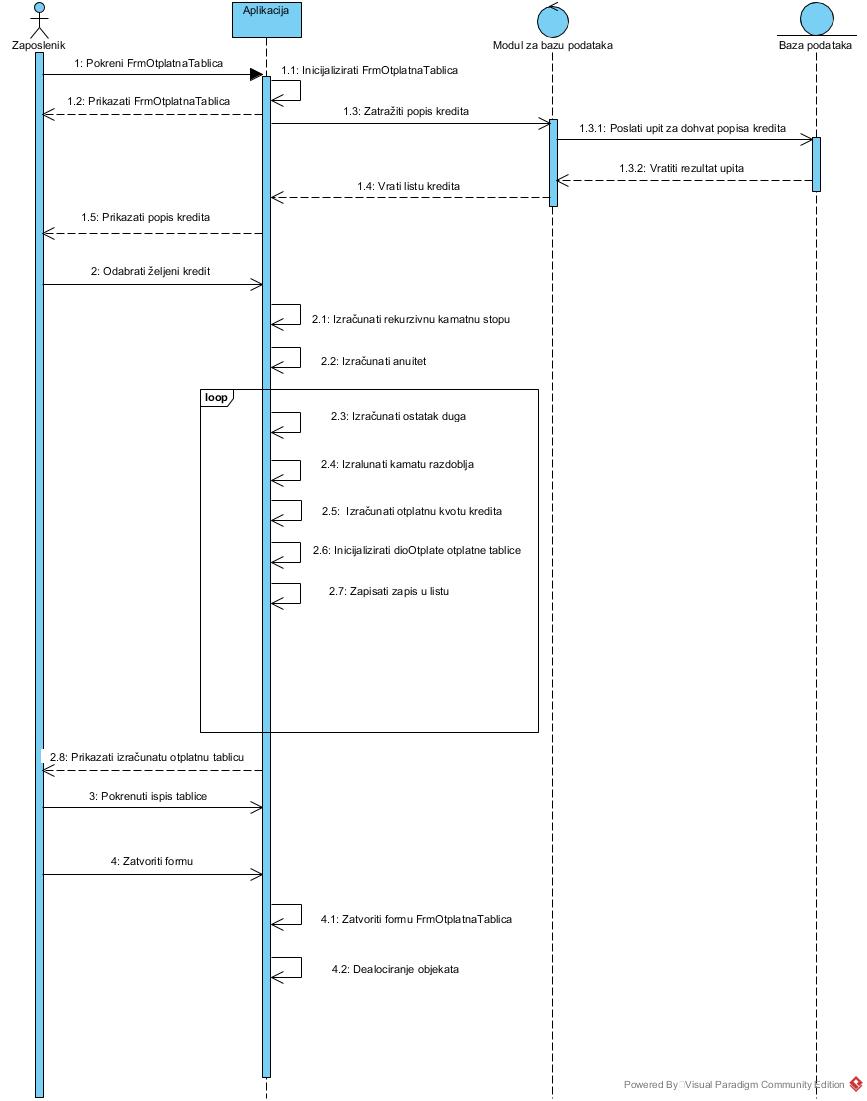 Aplikacija
Zaposlenik
Modul za bazu podataka
Baza podataka
1: Pokreni FrmOtplatnaTablica
1.1: Inicijalizirati FrmOtplatnaTablica
1.2: Prikazati FrmOtplatnaTablica
1.3: Zatražiti popis kredita
1.3.1: Poslati upit za dohvat popisa kredita
1.3.2: Vratiti rezultat upita
1.4: Vrati listu kredita
1.5: Prikazati popis kredita
2: Odabrati željeni kredit
2.1: Izračunati rekurzivnu kamatnu stopu
2.2: Izračunati anuitet
loop
2.3: Izračunati ostatak duga
2.4: Izralunati kamatu razdoblja
2.5:  Izračunati otplatnu kvotu kredita
2.6: Inicijalizirati dioOtplate otplatne tablice
2.7: Zapisati zapis u listu
2.8: Prikazati izračunatu otplatnu tablicu
3: Pokrenuti ispis tablice
4: Zatvoriti formu
4.1: Zatvoriti formu FrmOtplatnaTablica
4.2: Dealociranje objekata
Powered By Visual Paradigm Community Edition